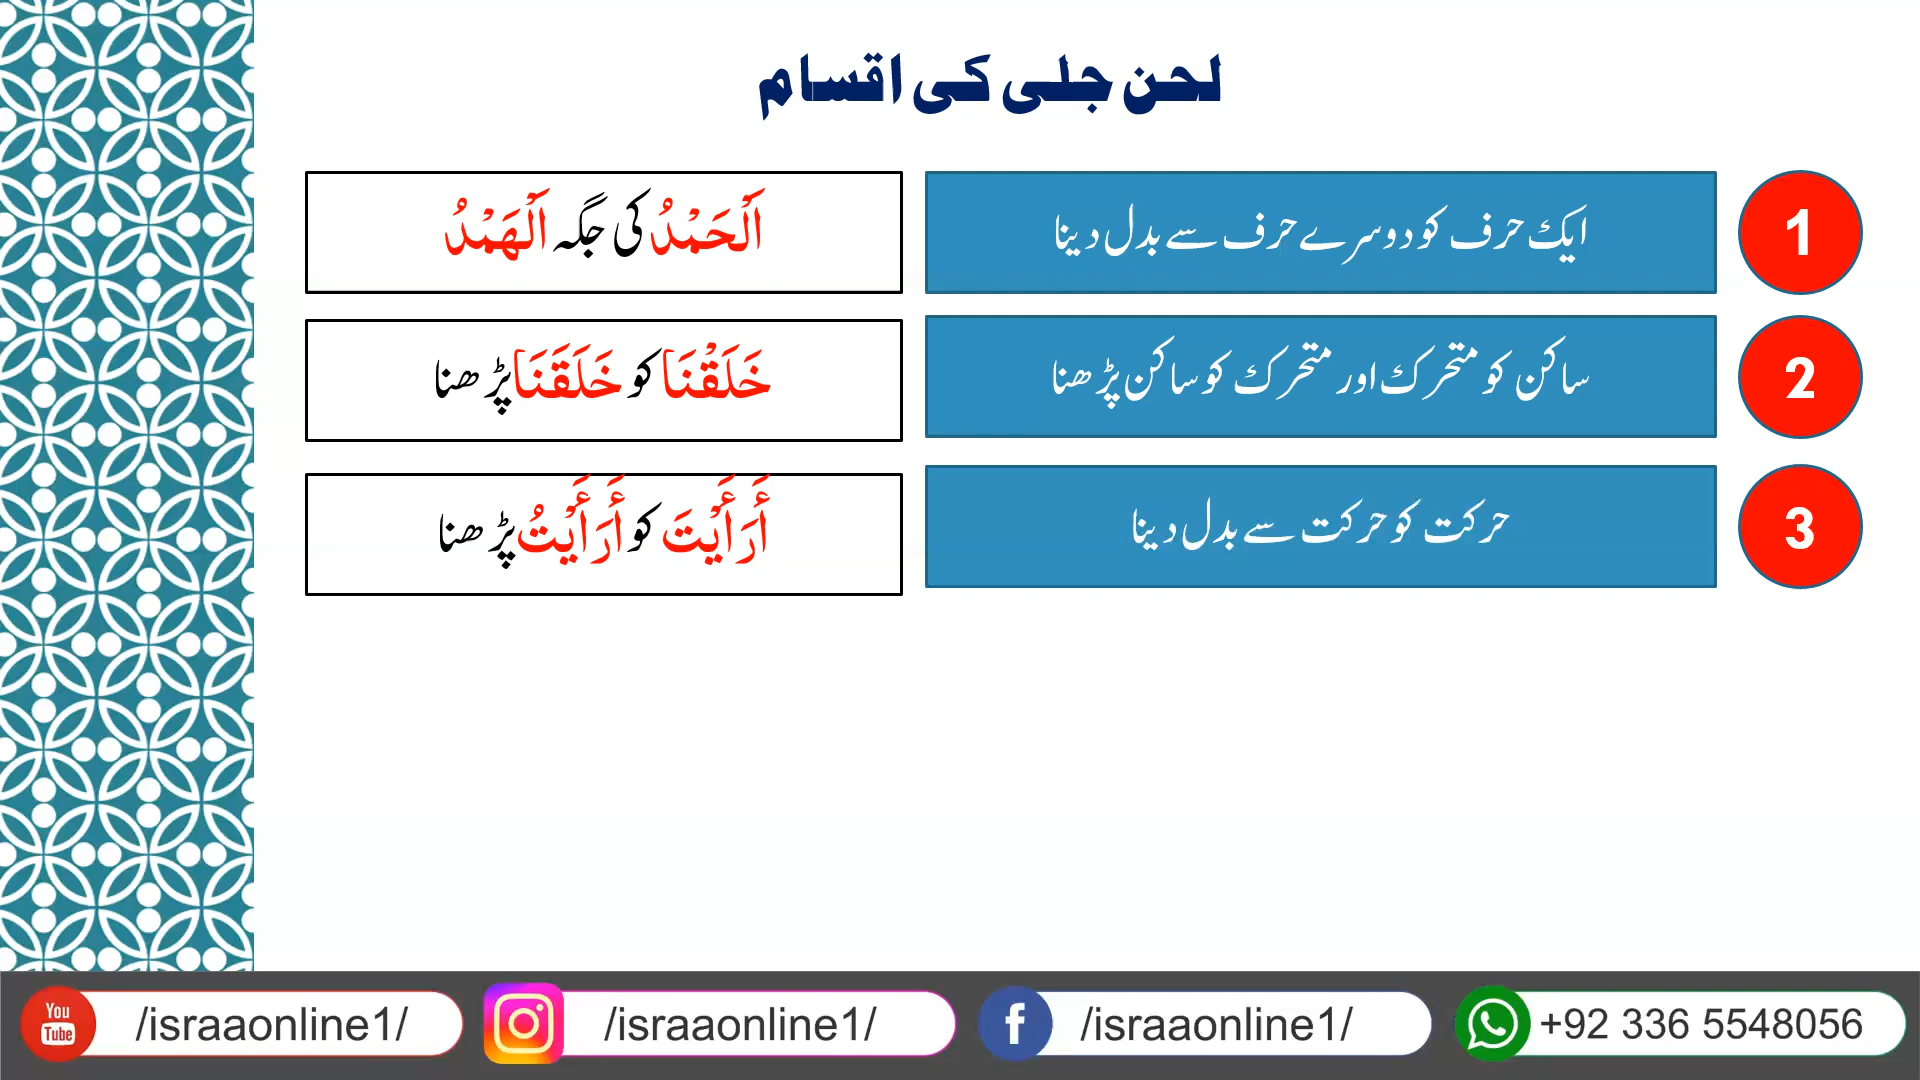 لحن جلی کی اقسام
1
ایک حرف کو دوسرے حرف سے بدل دینا
اَلْحَمْدُ کی جگہ اَلْهَمْدُ
2
ساکن کو متحرک اور متحرک کو ساکن پڑھنا
خَلَقْنَا کو خَلَقَنَا پڑھنا
3
حرکت کو حرکت سے بدل دینا
أَرَأَيْتَ کو أَرَأَيْتُ پڑھنا
You Tube /israaonline1/
/israaonline1/
f /israaonline1/
+92 336 5548056